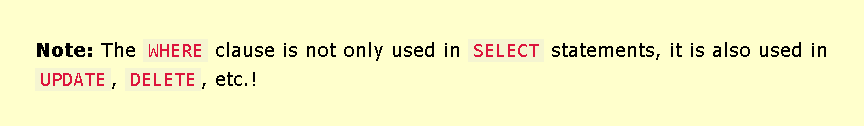 Note: The WHERE clause is not only used in SELECT statements, it is also used in
UPDATE, DELETE, etc.!